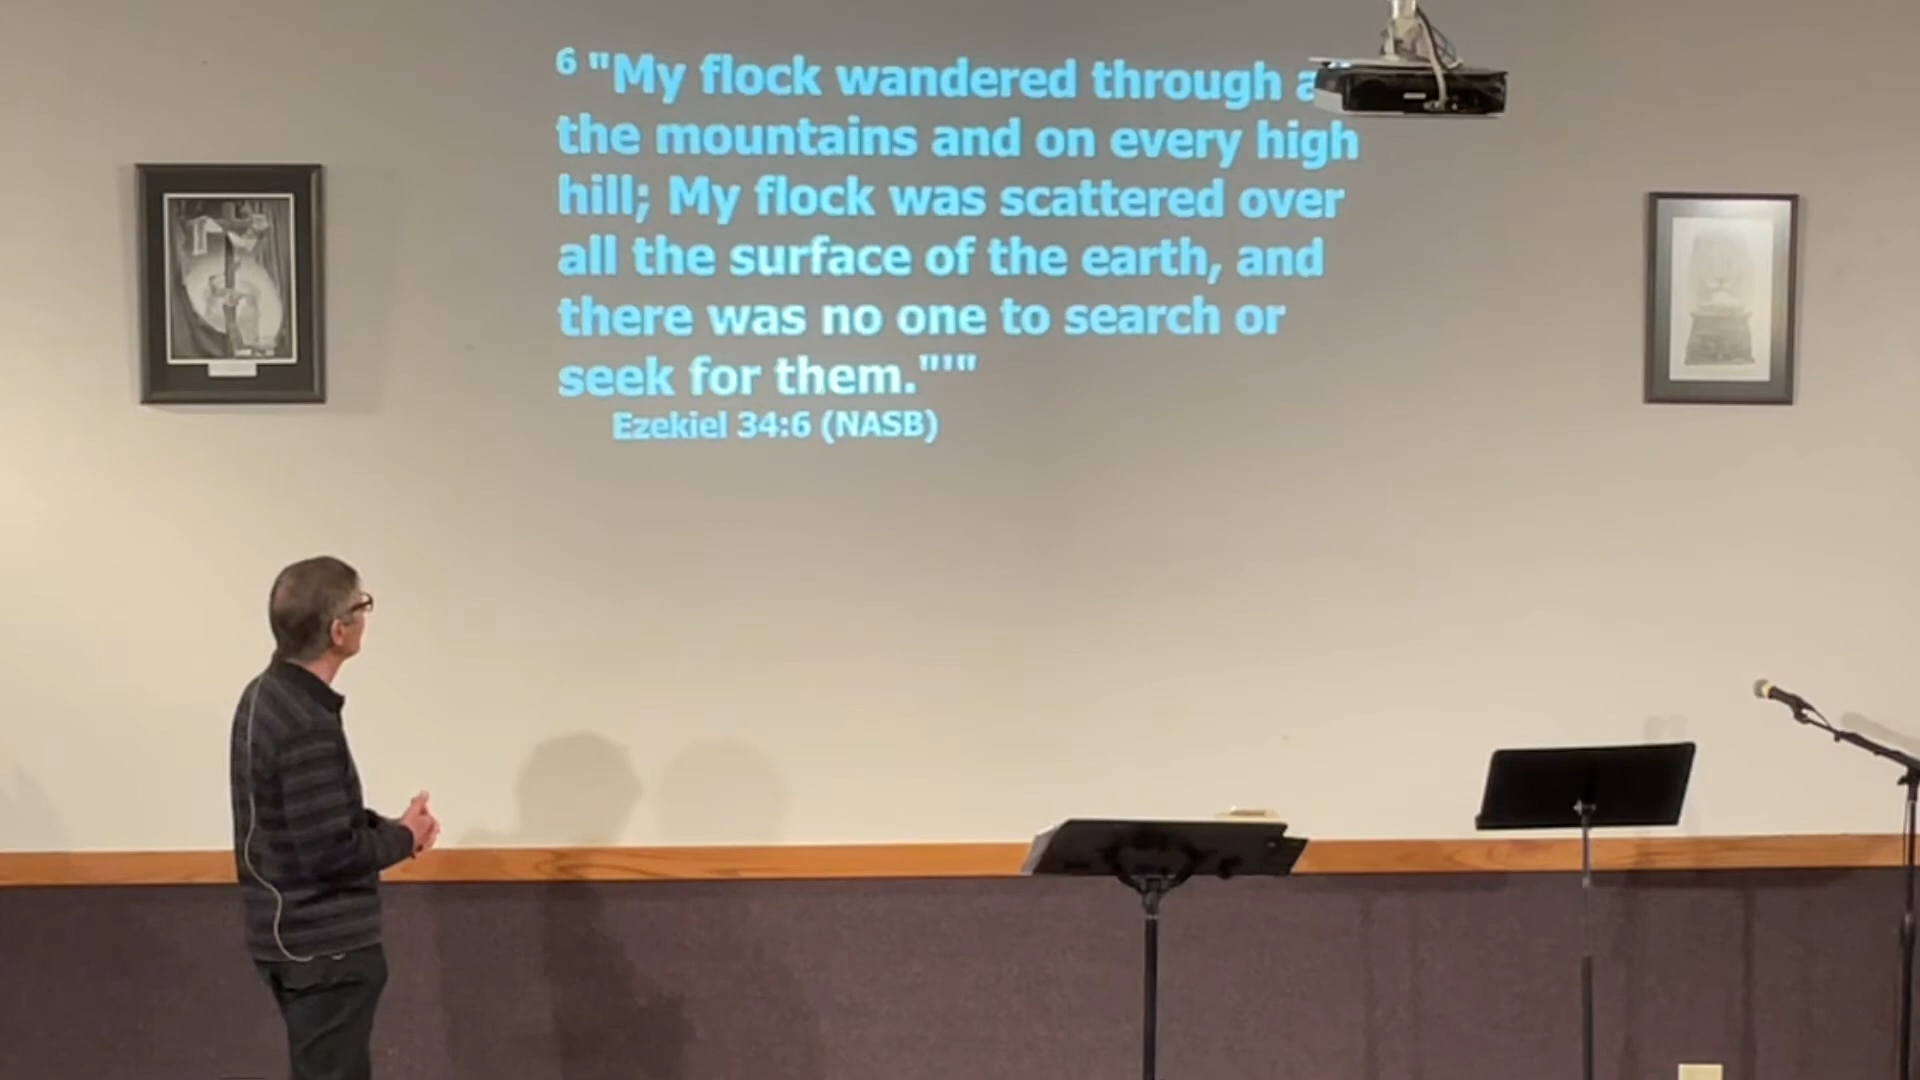 6 "My flock wandered through
the mountains and on every high
hill; My flock was scattered over
all the surface of the earth, and
there was no one to search or
seek for them."'"
Ezekiel 34:6 (NASB)